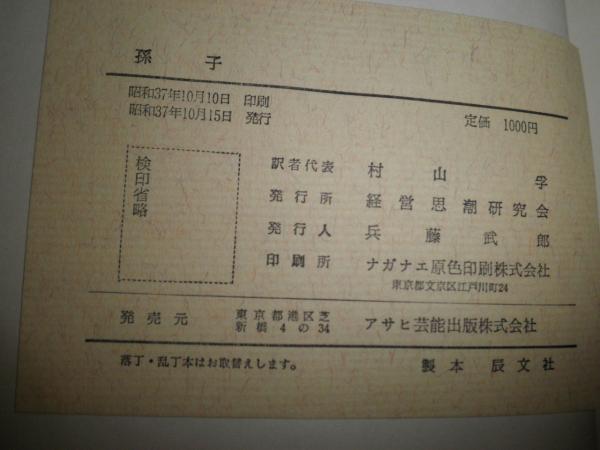 孫子
昭和37年10月10日 印刷
昭和37年10月15日 発行
定価 1000円
検印省略
訳者代表 村山孚
発行所 経営思潮研究会
発行人 兵藤武郎
印刷所 ナガナエ原色印刷株式会社
東京都文京区江戸川町24
発売元 東京都港区芝新橋4の34 アサヒ芸能出版株式会社
落丁・乱丁本はお取替えします。 製本 辰文社